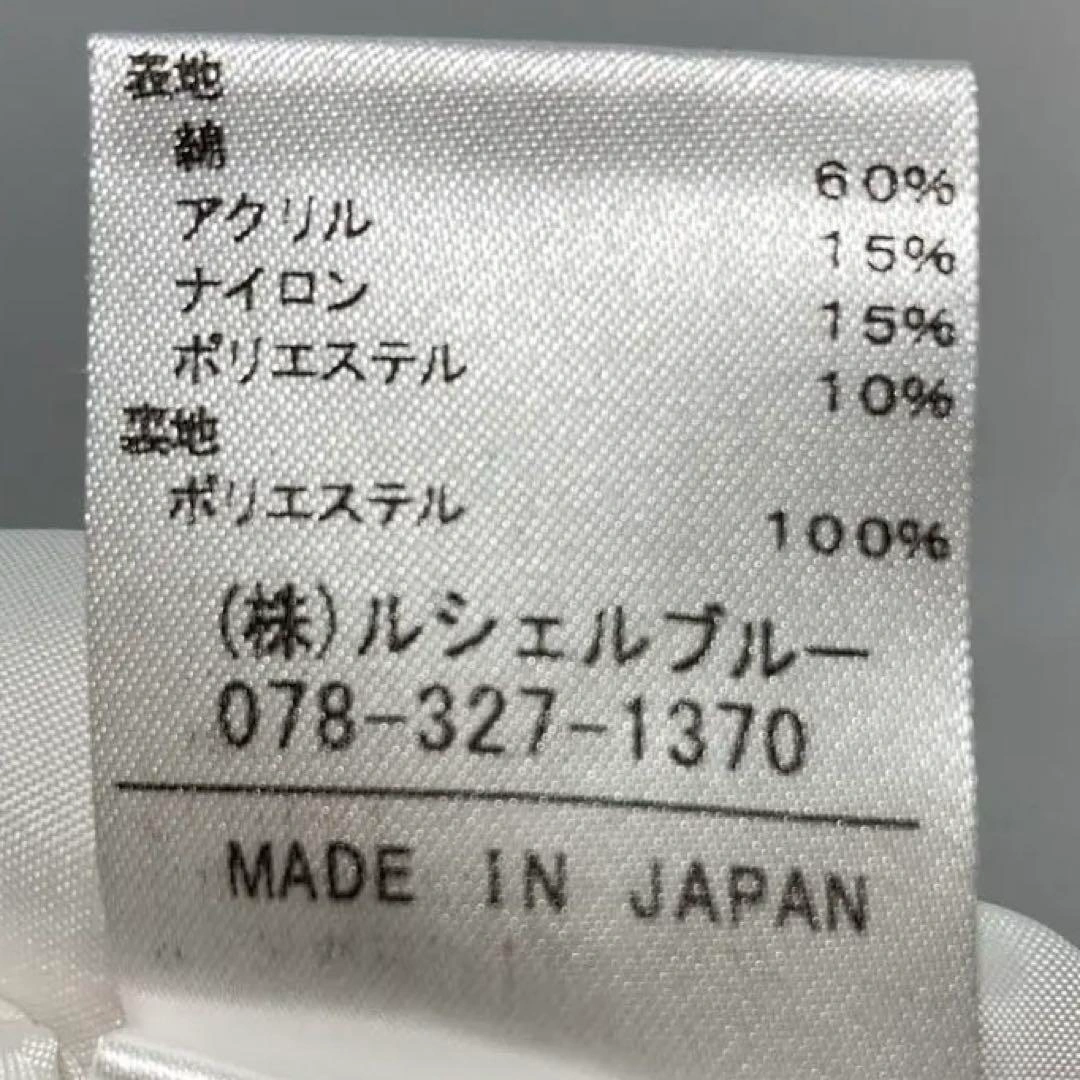 表地
綿 60%
アクリル 15%
ナイロン 15%
ポリエステル 10%
裏地
ポリエステル 100%
(株)ルシェルブルー
078-327-1370
MADE IN JAPAN